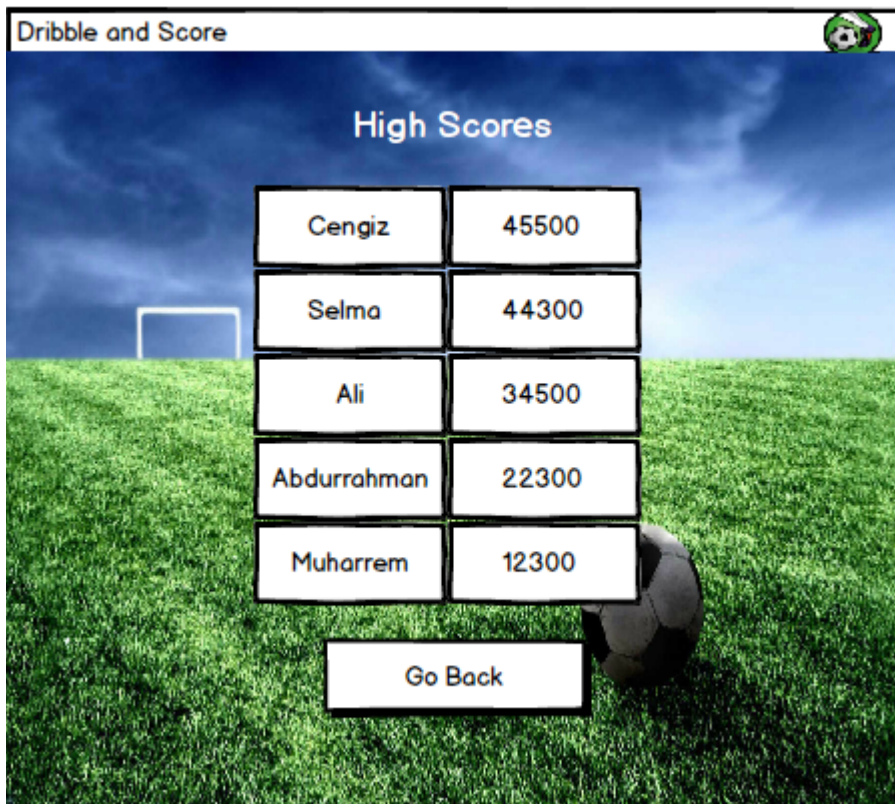 Dribble and Score
High Scores
Cengiz 45500
Selma 44300
Ali 34500
Abdurrahman 22300
Muharrem 12300
Go Back